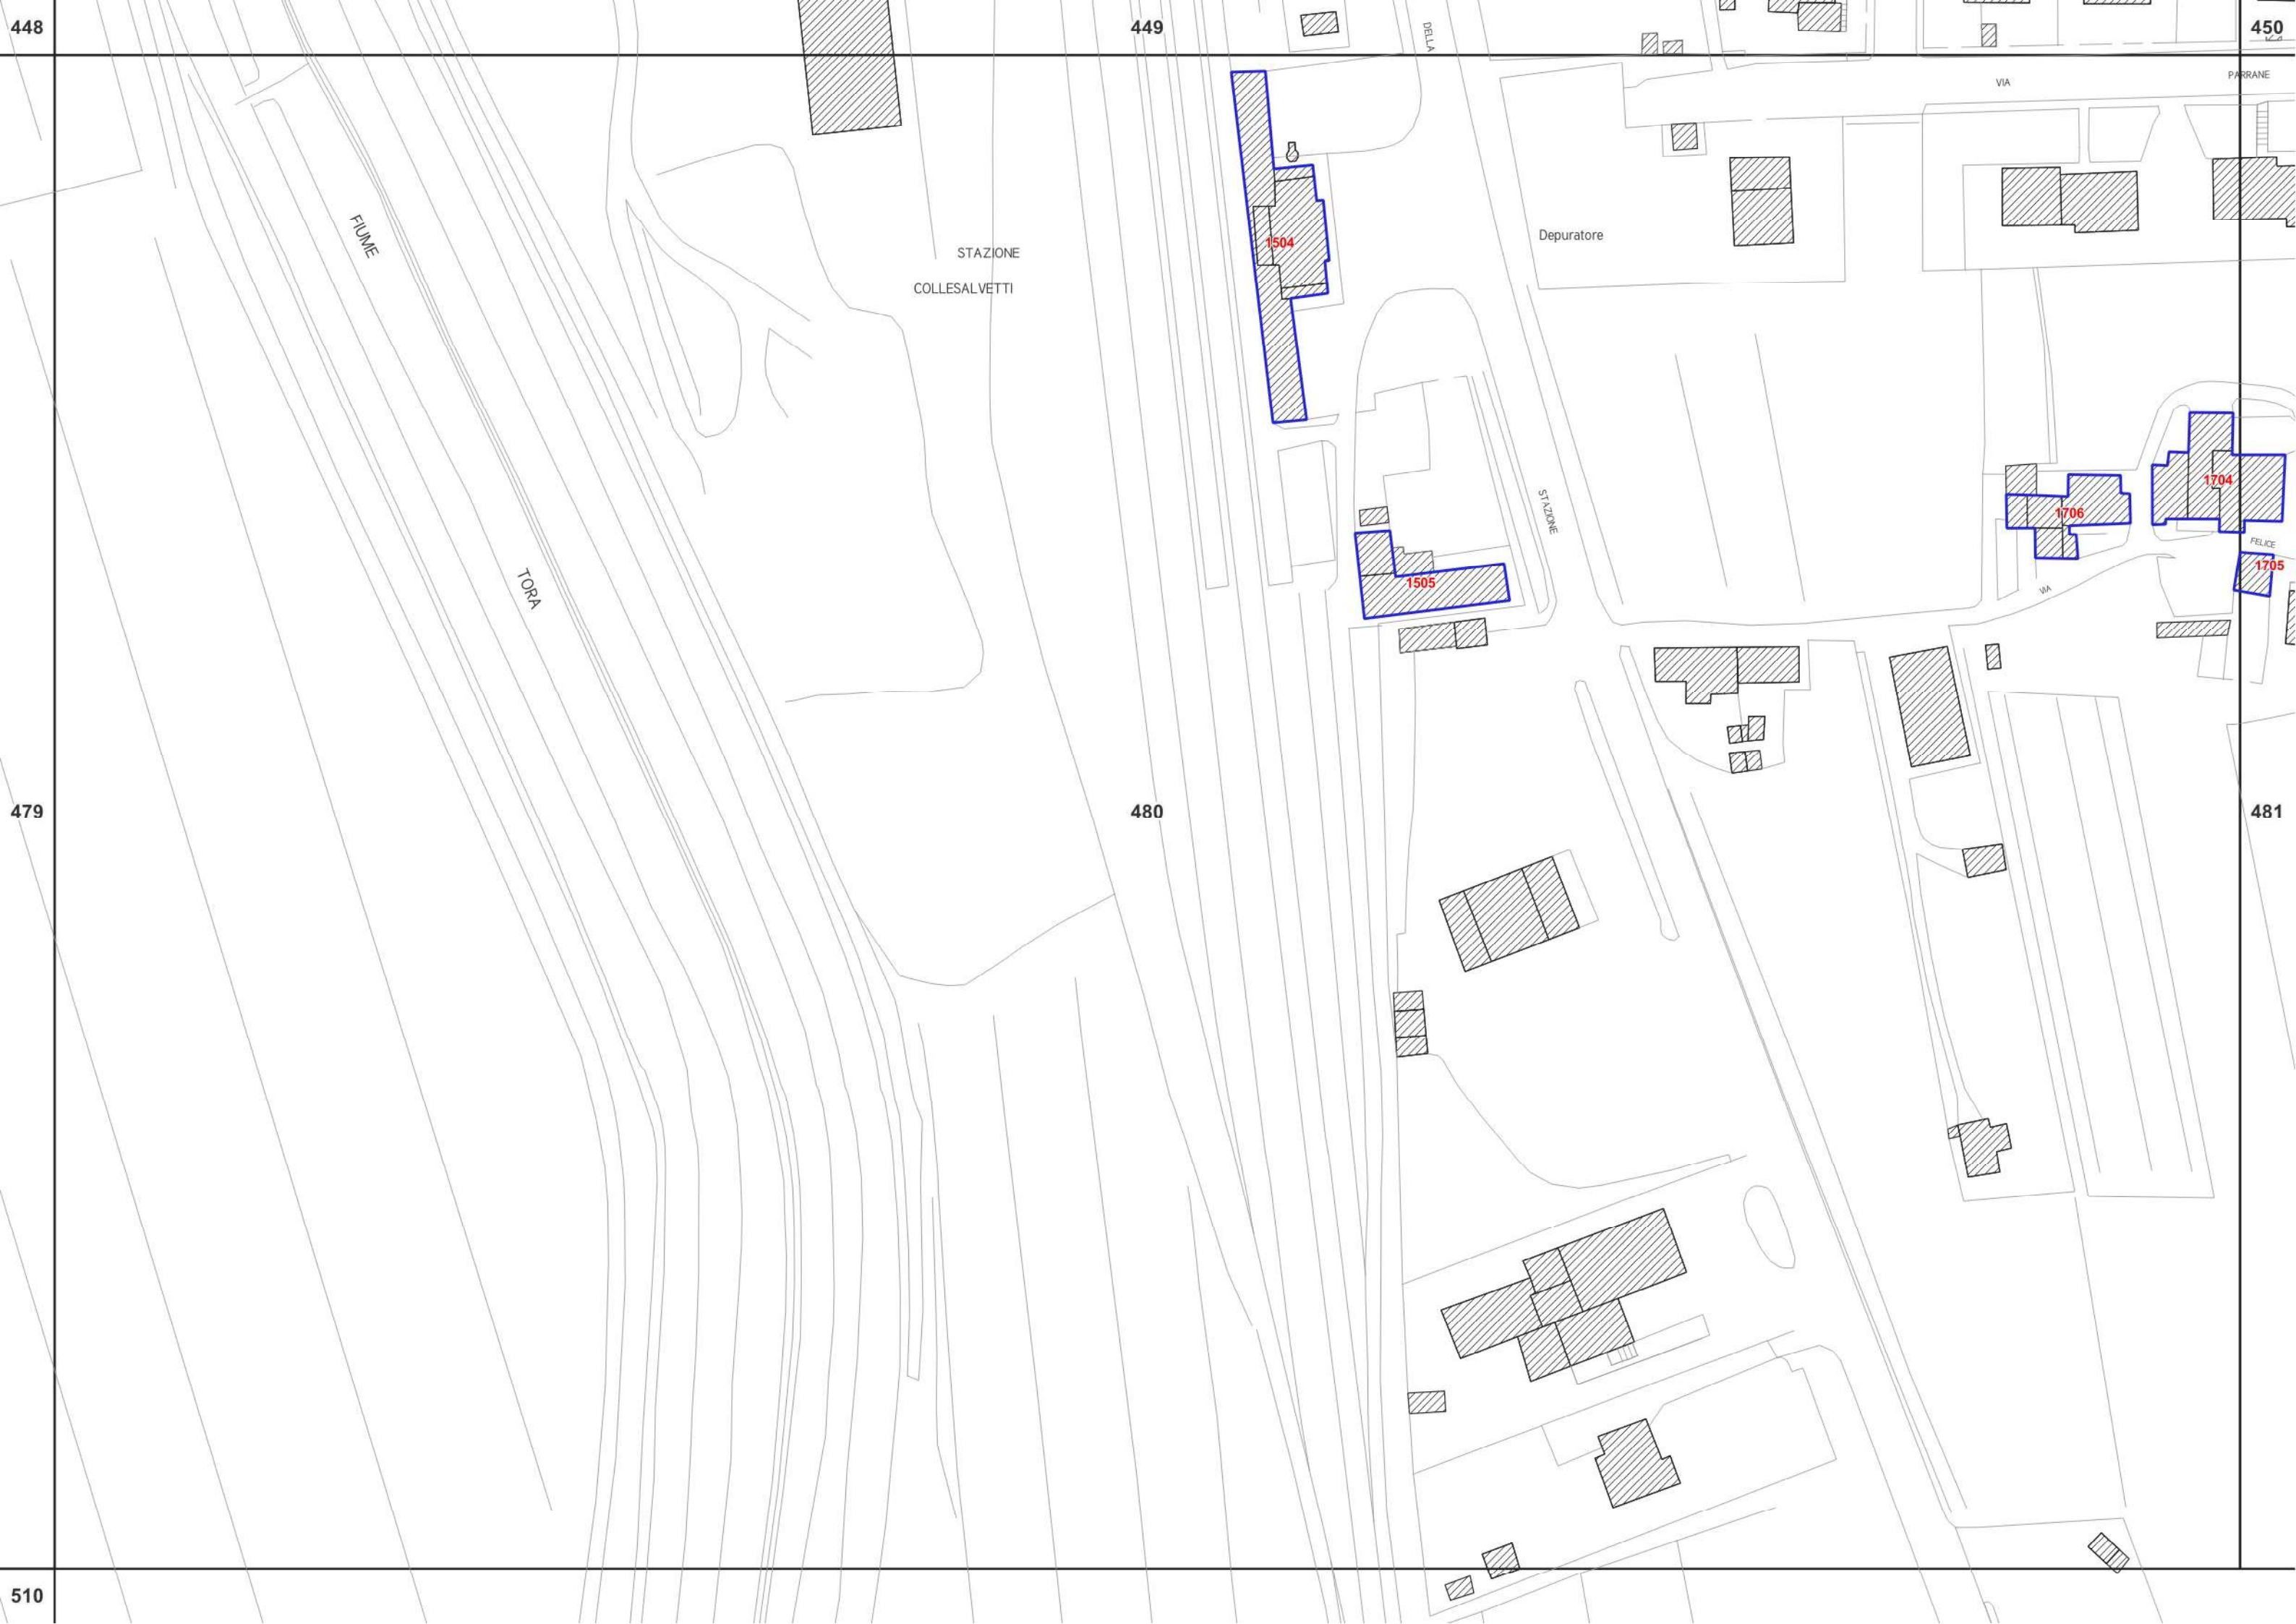 448
449
450
DELLA
VIA
PARRANE
FIUME
STAZIONE
COLLESALVETTI
1504
Depuratore
1704
1706
STAZIONE
FELICE
1705
1505
TORA
VIA
479
480
481
510